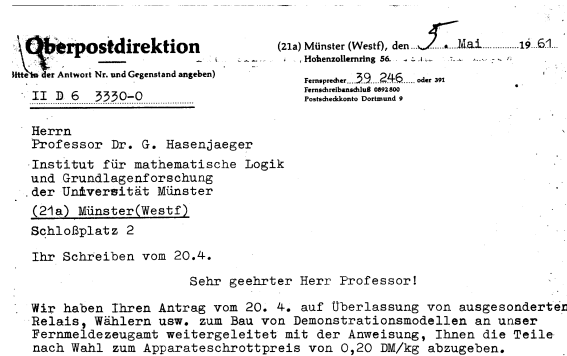 Oberpostdirektion
(21a) Münster (Westf), den 5. Mai 1961
Hohenzollernring 56.
Bitte in der Antwort Nr. und Gegenstand angeben)
Fernsprecher 39 246 oder 391
Fernschreibanschluß 0892800
Postscheckkonto Dortmund 9
II D 6 3330-0
Herrn
Professor Dr. G. Hasenjaeger
Institut für mathematische Logik
und Grundlagenforschung
der Universität Münster
(21a) Münster(Westf)
Schloßplatz 2
Ihr Schreiben vom 20.4.
Sehr geehrter Herr Professor!
Wir haben Ihren Antrag vom 20. 4. auf Überlassung von ausgesonderten
Relais, Wählern usw. zum Bau von Demonstrationsmodellen an unser
Fernmeldezeugamt weitergeleitet mit der Anweisung, Ihnen die Teile
nach Wahl zum Apparateschrottpreis von 0,20 DM/kg abzugeben.